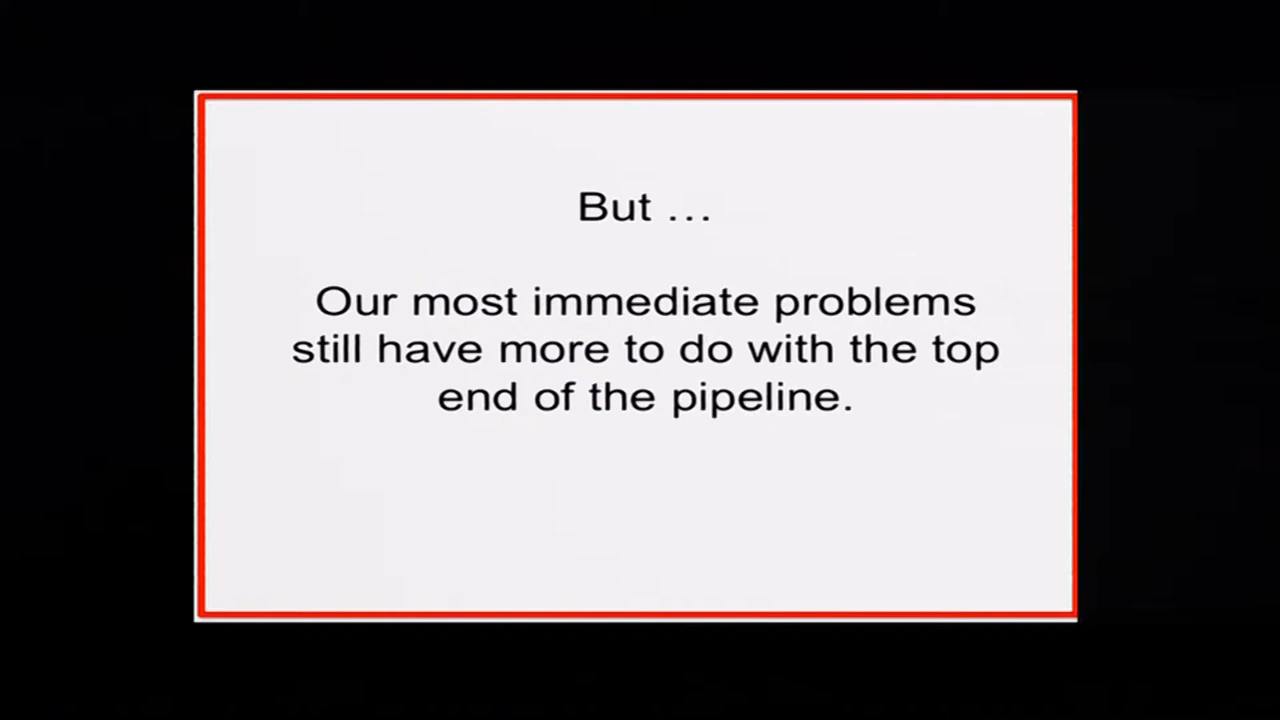 But …
Our most immediate problems
still have more to do with the top
end of the pipeline.